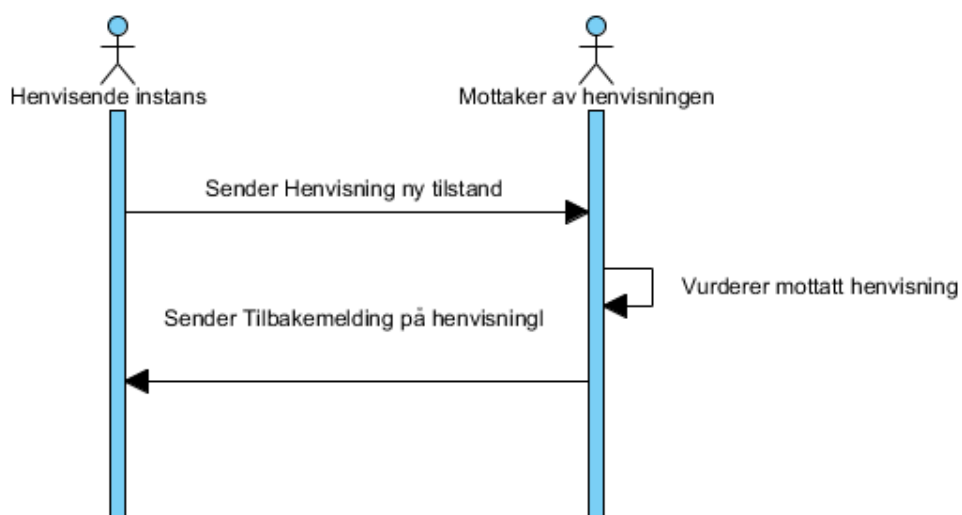 Henvisende instans
Mottaker av henvisningen
Sender Henvisning ny tilstand
Vurderer mottatt henvisning
Sender Tilbakemelding på henvisningl